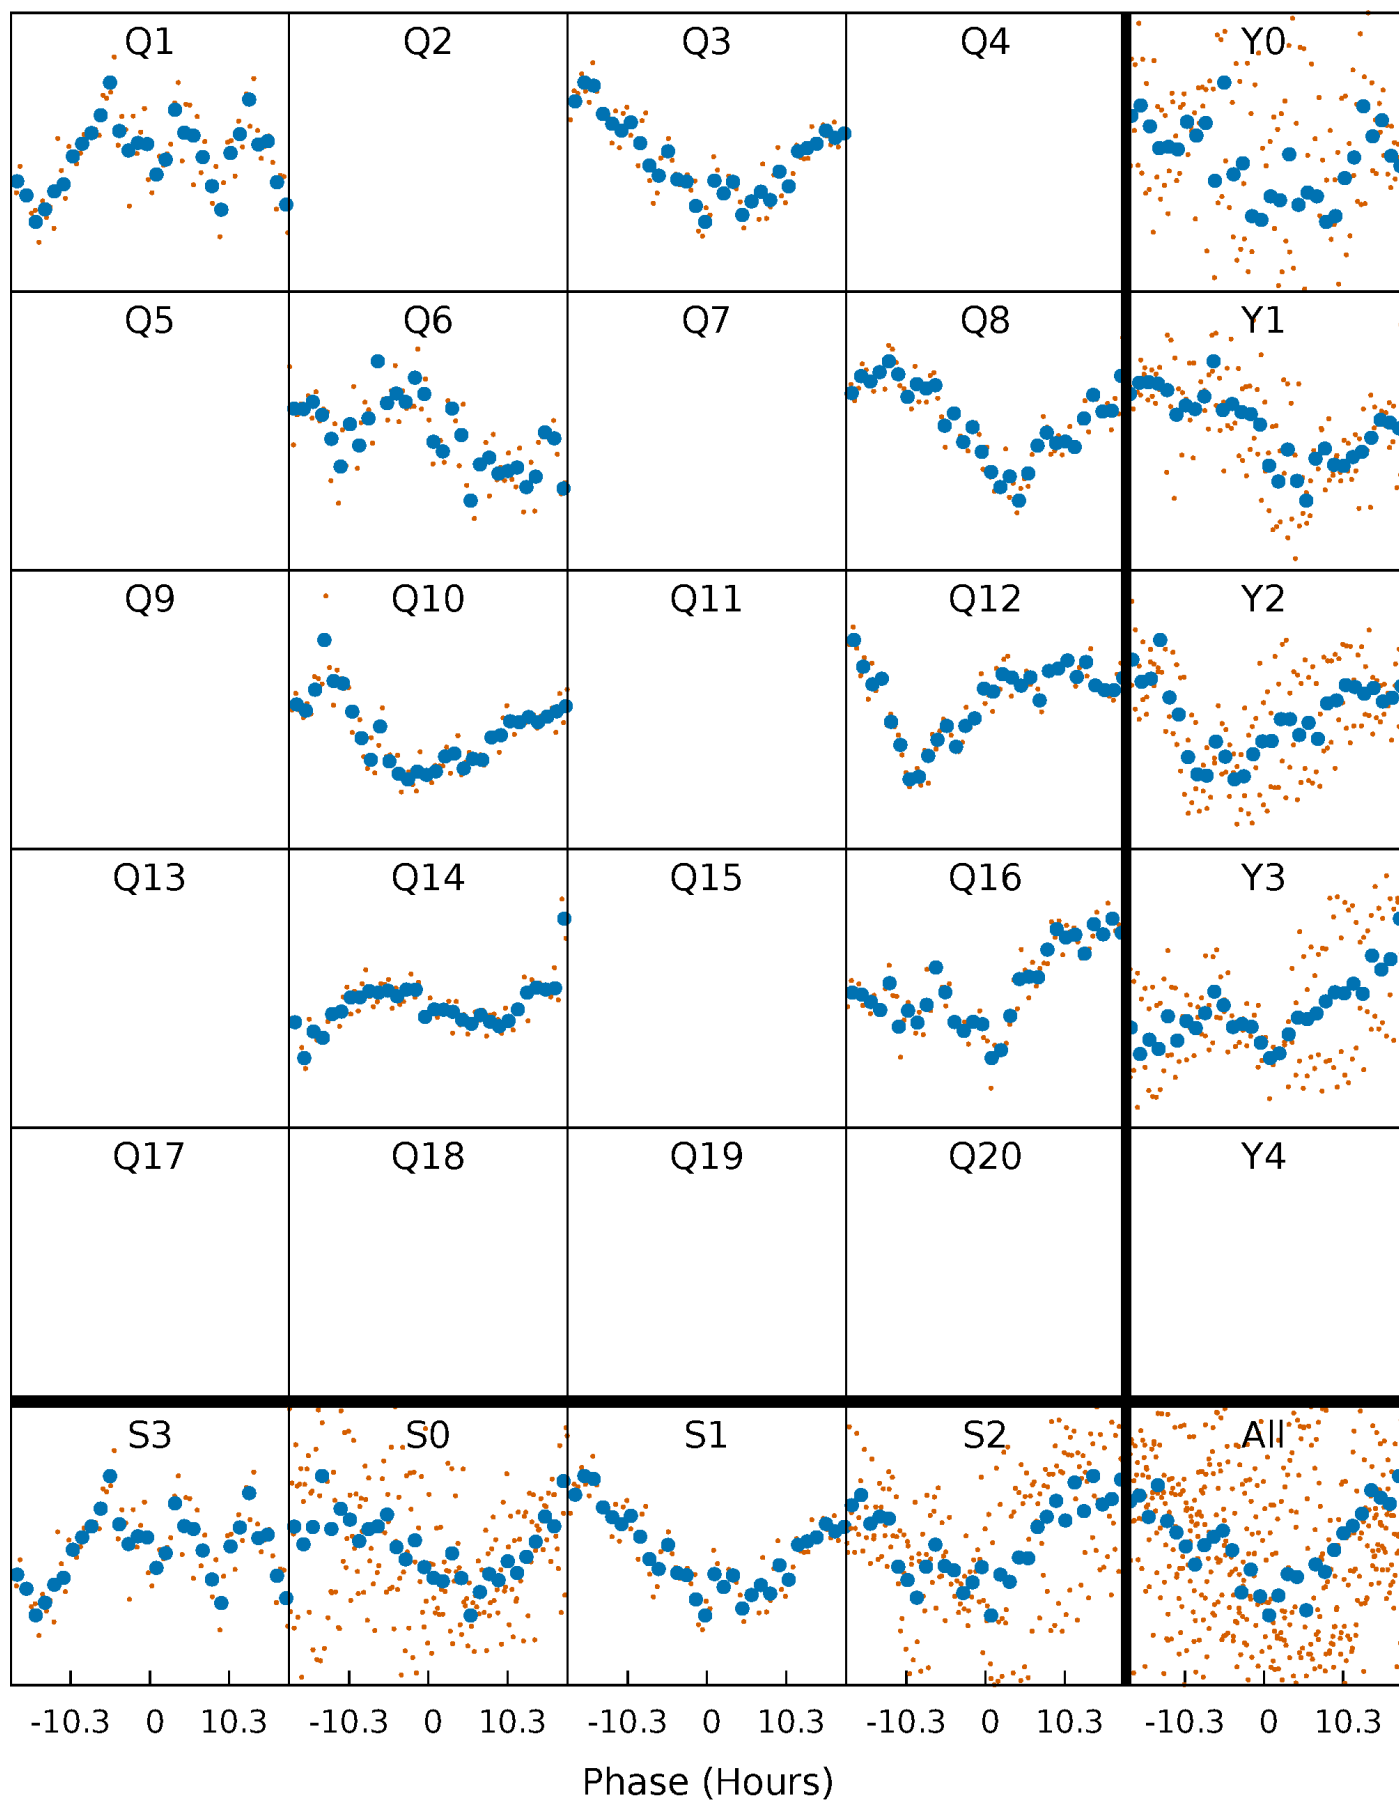 Q1 Q2 Q3 Q4 Y0
Q5 Q6 Q7 Q8 Y1
Q9 Q10 Q11 Q12 Y2
Q13 Q14 Q15 Q16 Y3
Q17 Q18 Q19 Q20 Y4
S3 S0 S1 S2 All
-10.3 0 10.3 -10.3 0 10.3 -10.3 0 10.3 -10.3 0 10.3 -10.3 0 10.3
Phase (Hours)